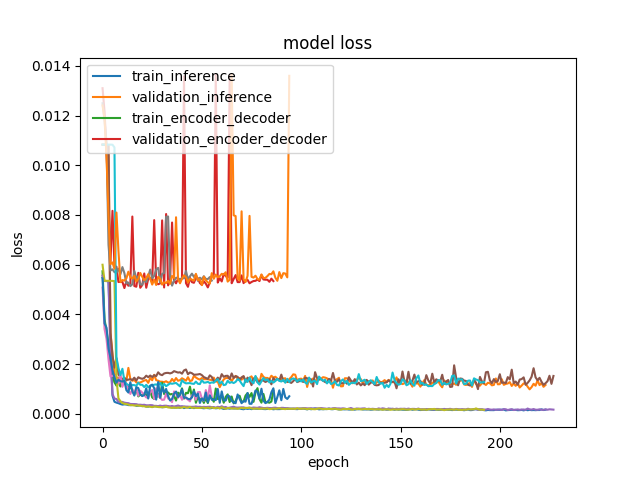 model loss
train_inference
validation_inference
train_encoder_decoder
validation_encoder_decoder
0.014
0.012
0.010
0.008
0.006
0.004
0.002
0.000
loss
0
50
100
150
200
epoch